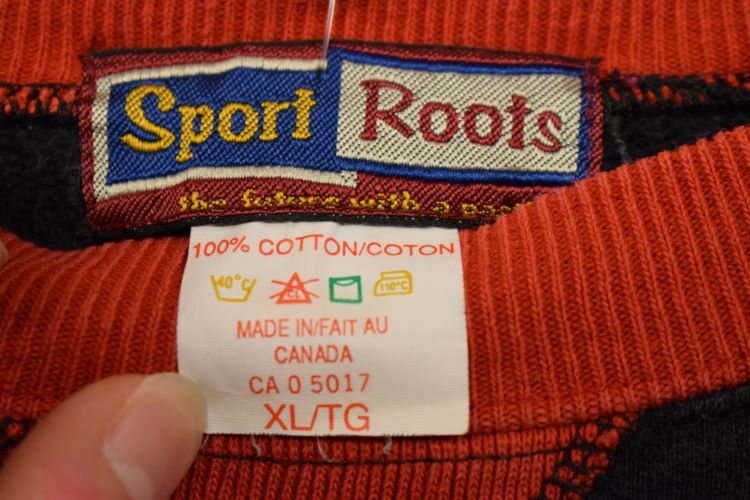 Sport Roots
the future with a
100% COTTON/COTON
40°C CL 110°C
MADE IN/FAIT AU
CANADA
CA 0 5017
XL/TG